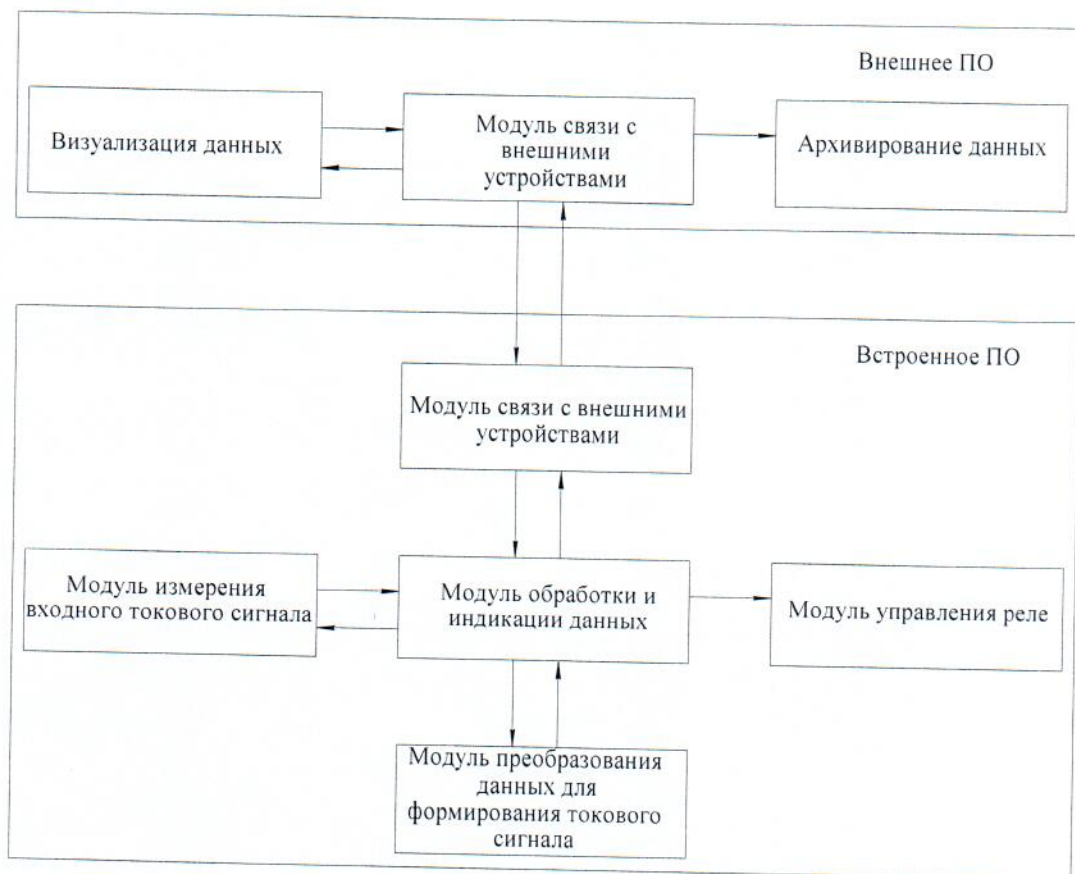 Внешнее ПО
Визуализация данных
Модуль связи с
внешними
устройствами
Архивирование данных
Встроенное ПО
Модуль связи с внешними
устройствами
Модуль измерения
входного токового сигнала
Модуль обработки и
индикации данных
Модуль управления реле
Модуль преобразования
данных для
формирования токового
сигнала